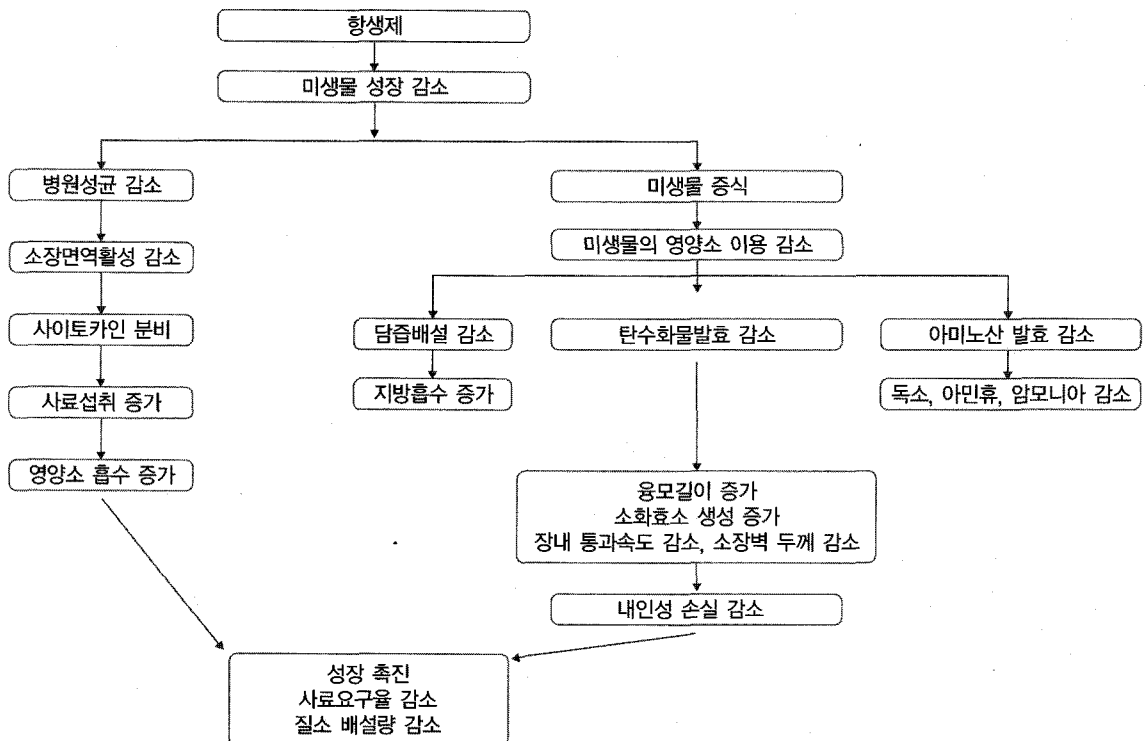 항생제
미생물 성장 감소
병원성균 감소
미생물 증식
소장면역활성 감소
미생물의 영양소 이용 감소
사이토카인 분비
담즙배설 감소
탄수화물발효 감소
아미노산 발효 감소
사료섭취 증가
지방흡수 증가
독소, 아민휴, 암모니아 감소
영양소 흡수 증가
융모길이 증가
소화효소 생성 증가
장내 통과속도 감소, 소장벽 두께 감소
내인성 손실 감소
성장 촉진
사료요구율 감소
질소 배설량 감소